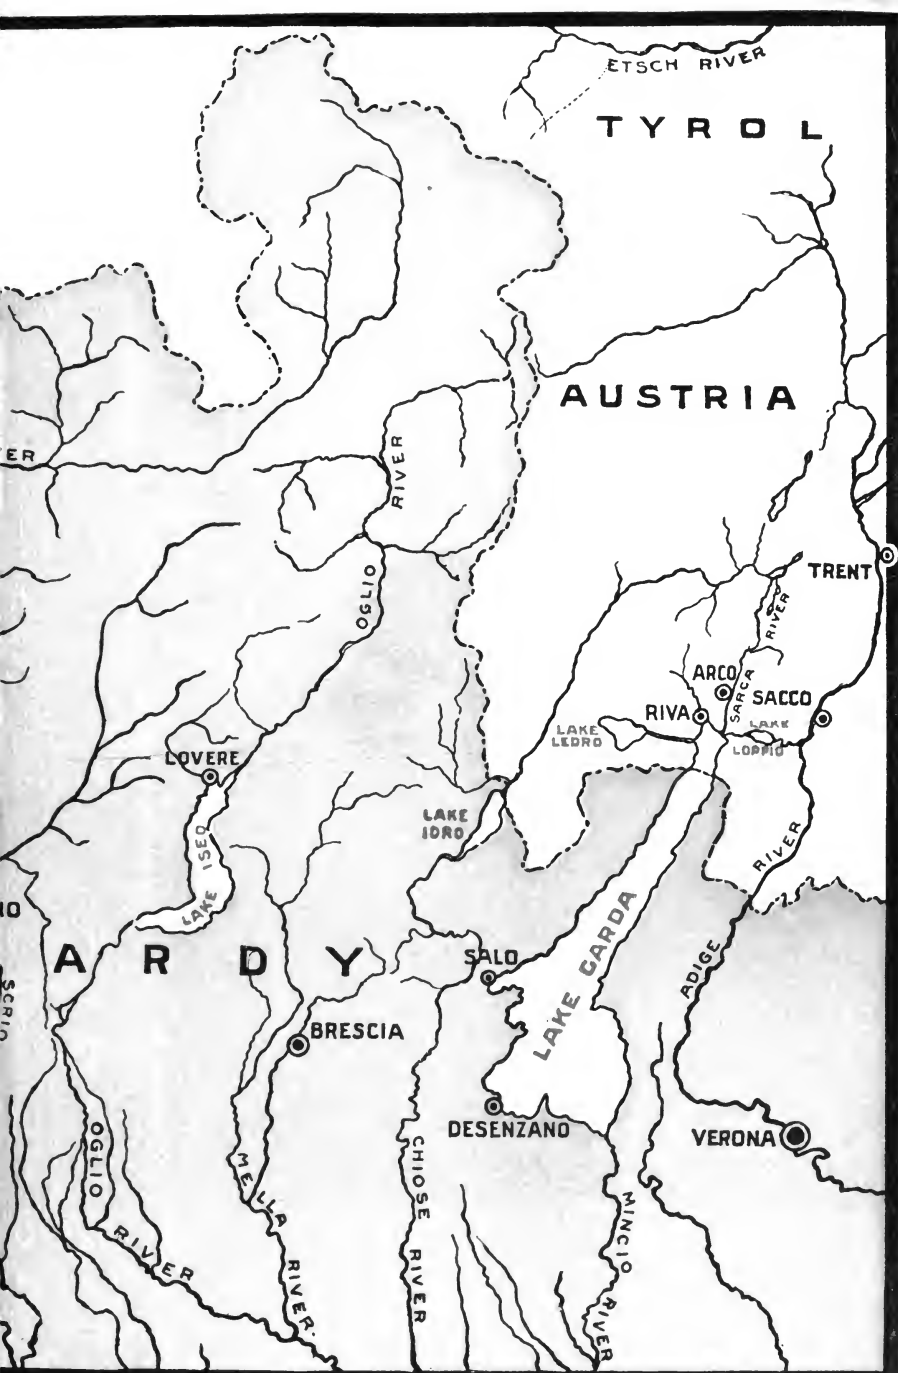 ETSCH RIVER
TYROL
AUSTRIA
ER
RIVER
OGLIO
TRENT
RIVER
SARCA
ARCO
SACCO
RIVA
LAKE
LEDRO
LAKE
LOPPIO
LOVERE
LAKE ISEO
LAKE
IDRO
RIVER
ADIGE
IO
ARDY
SALO
LAKE GARDA
SERIO
BRESCIA
DESENZANO
VERONA
OGLIO
RIVER
MELLA
RIVER
CHIOSE RIVER
MINCIO
RIVER